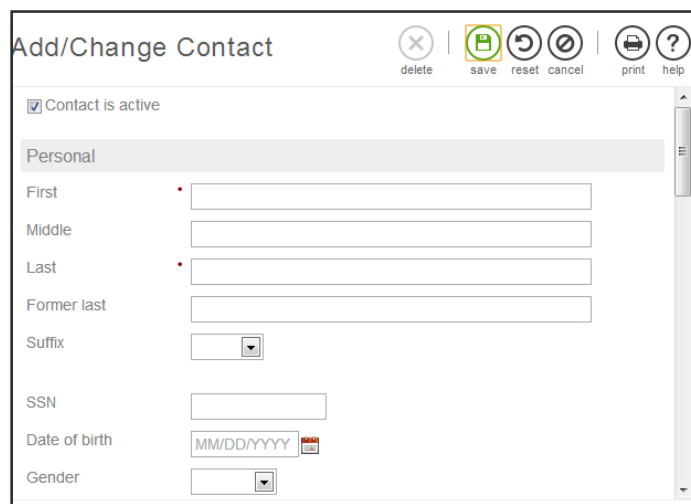 Add/Change Contact
delete save reset cancel print help
Contact is active
Personal
First
Middle
Last
Former last
Suffix
SSN
Date of birth MM/DD/YYYY
Gender